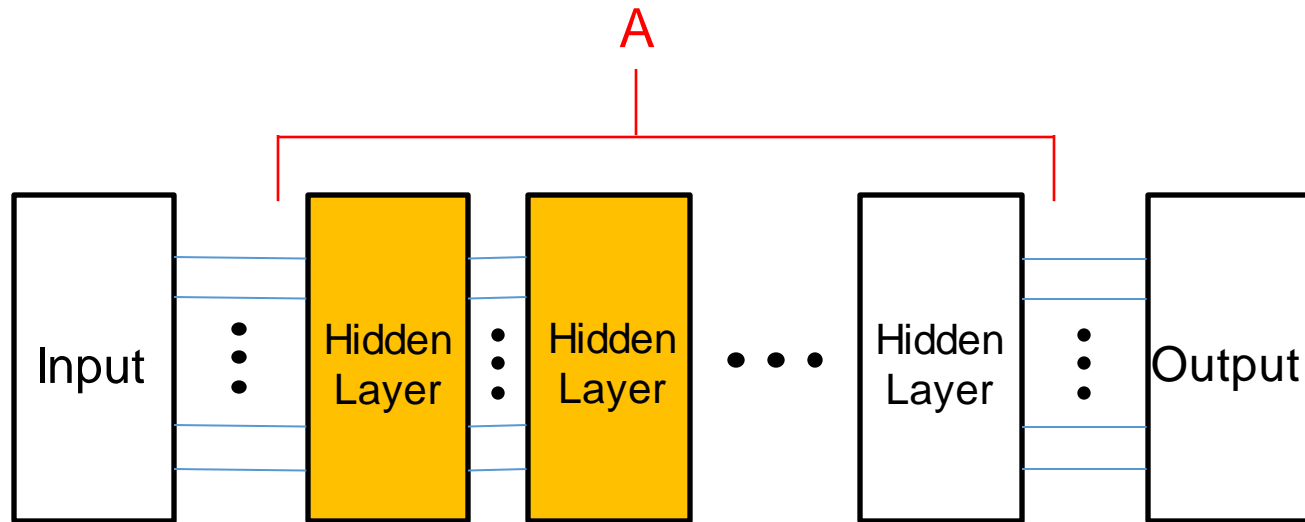 A
Input
Hidden
Layer
Hidden
Layer
Hidden
Layer
Output